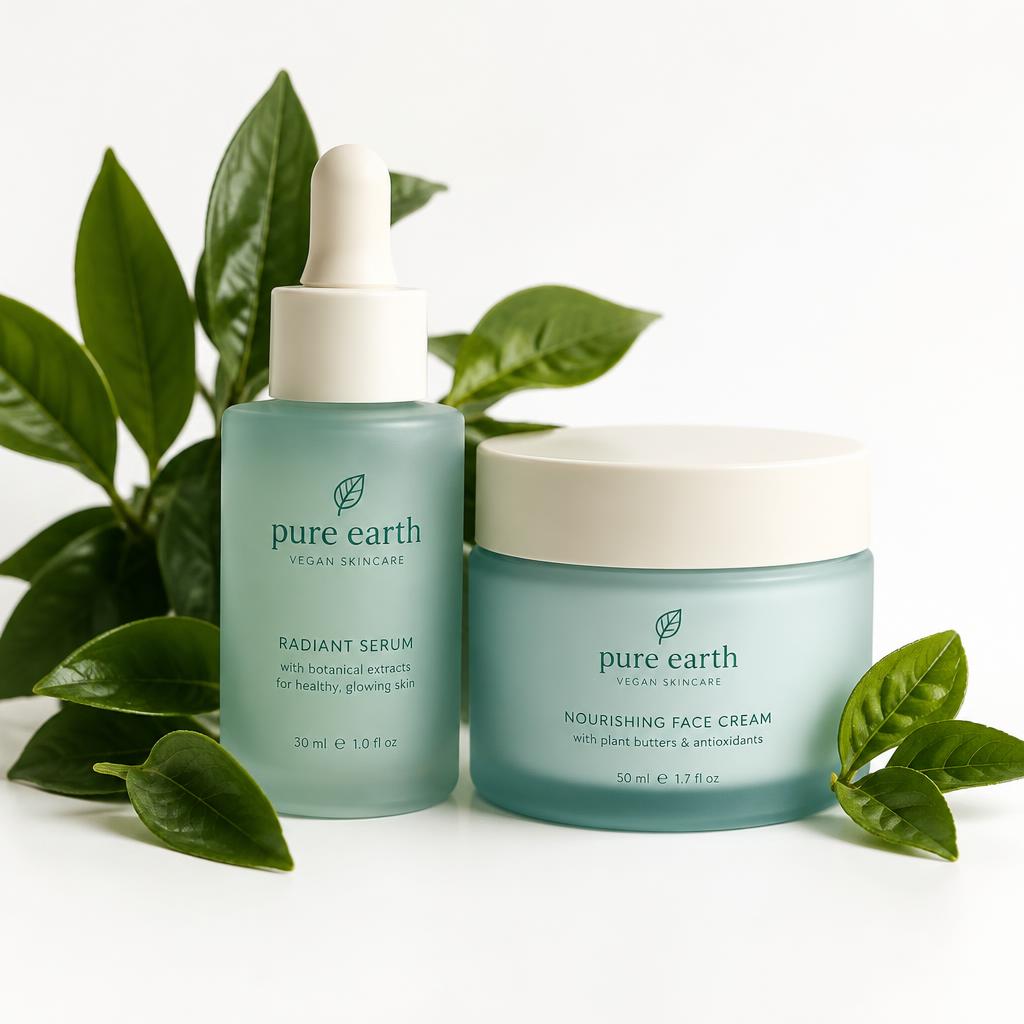 pure earth
VEGAN SKINCARE
RADIANT SERUM
with botanical extracts
for healthy, glowing skin
30 ml ℮ 1.0 fl oz
pure earth
VEGAN SKINCARE
NOURISHING FACE CREAM
with plant butters & antioxidants
50 ml ℮ 1.7 fl oz